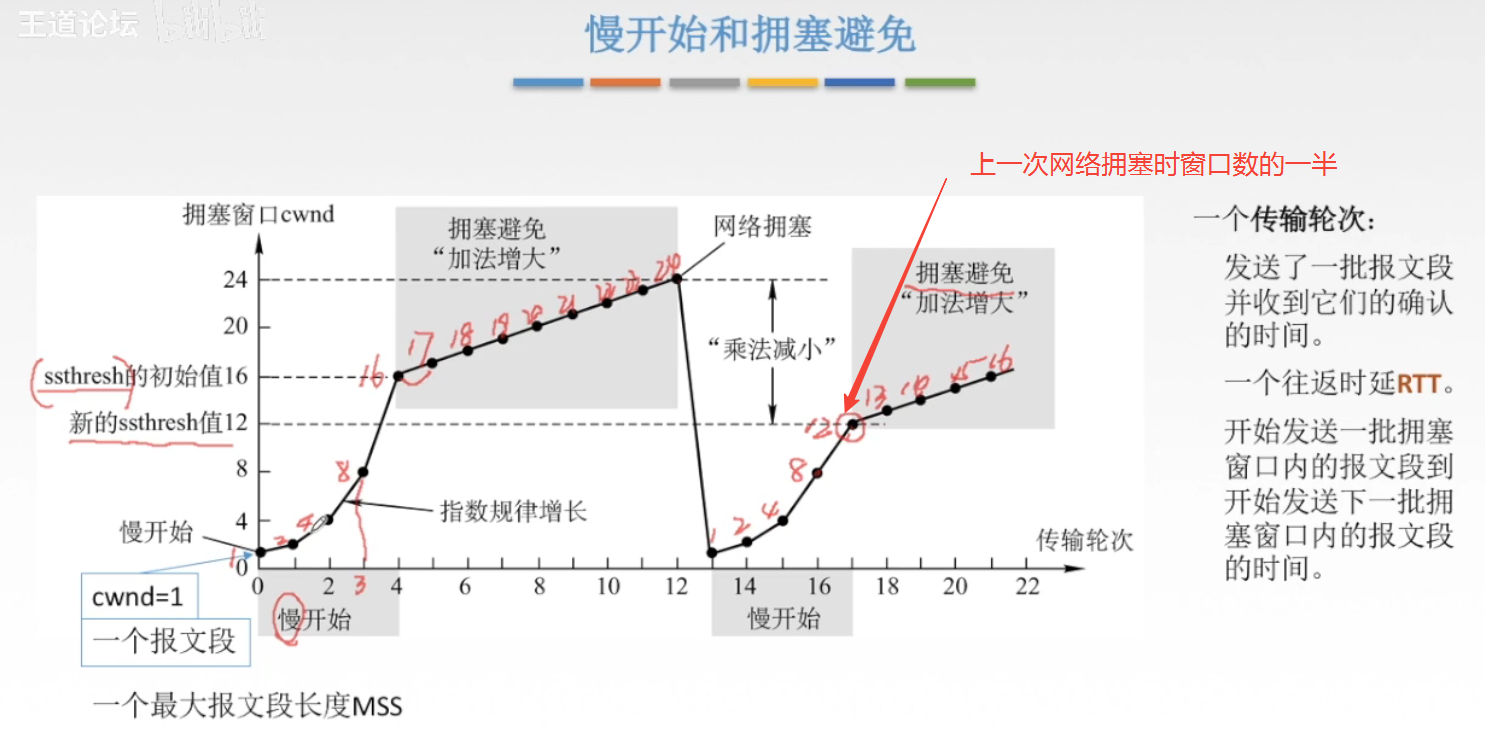 王道论坛 bilibili
慢开始和拥塞避免
上一次网络拥塞时窗口数的一半
拥塞窗口cwnd
拥塞避免
“加法增大”
网络拥塞
拥塞避免
“加法增大”
“乘法减小”
24
20
ssthresh的初始值16
新的ssthresh值12
8
4
0
16 17 18 19 20 21 22 23 24
1 2 4 8
1 2 4 8 12 13 14 15 16
指数规律增长
慢开始
传输轮次
0 2 4 6 8 10 12 14 16 18 20 22
3
慢开始
慢开始
cwnd=1
一个报文段
一个最大报文段长度MSS
一个传输轮次:
发送了一批报文段
并收到它们的确认
的时间。
一个往返时延RTT。
开始发送一批拥塞
窗口内的报文段到
开始发送下一批拥
塞窗口内的报文段
的时间。